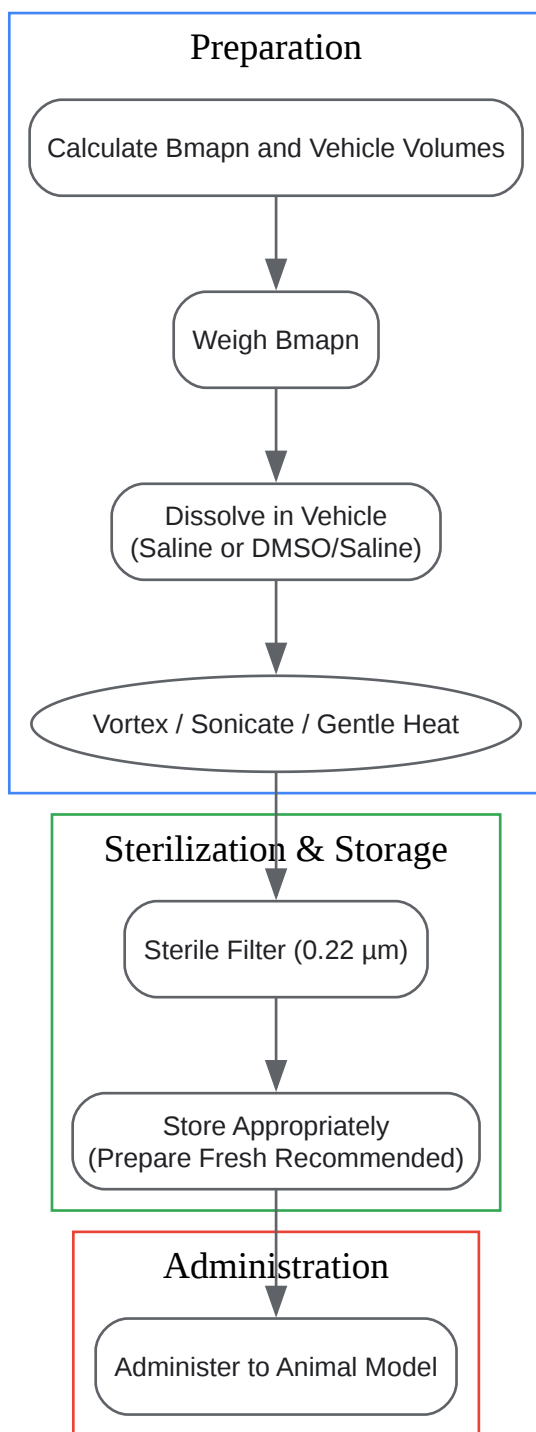 Preparation
Calculate Bmapn and Vehicle Volumes
Weigh Bmapn
Dissolve in Vehicle
(Saline or DMSO/Saline)
Vortex / Sonicate / Gentle Heat
Sterilization & Storage
Sterile Filter (0.22 µm)
Store Appropriately
(Prepare Fresh Recommended)
Administration
Administer to Animal Model